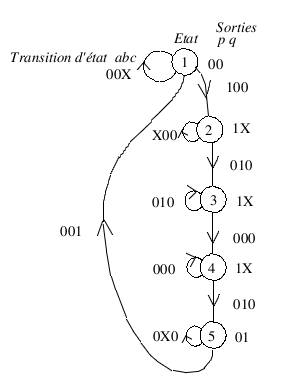 Sorties
Etat p q
Transition d'état abc
00X 1 00
100
X00 2 1X
010
010 3 1X
001 000
000 4 1X
010
0X0 5 01